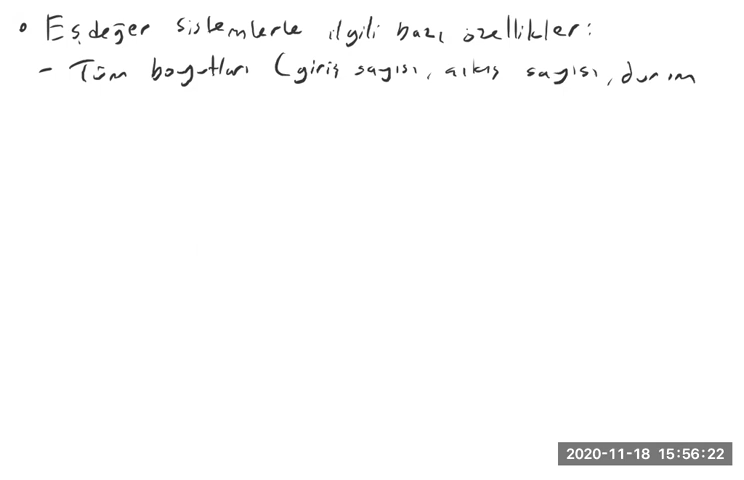 • Eşdeğer sistemlerle ilgili bazı özellikler:
- Tüm boyutları (giriş sayısı, çıkış sayısı, durum
2020-11-18 15:56:22